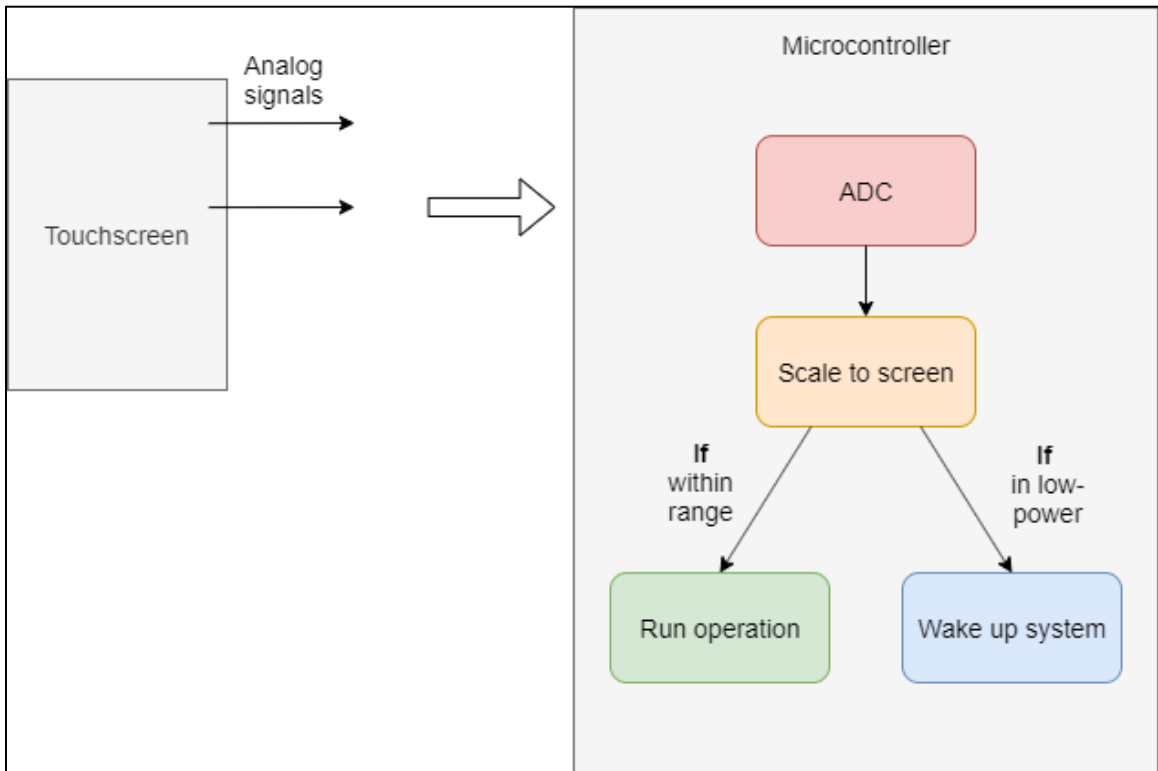 Microcontroller
Analog
signals
ADC
Touchscreen
Scale to screen
If
within
range
If
in low-
power
Run operation
Wake up system